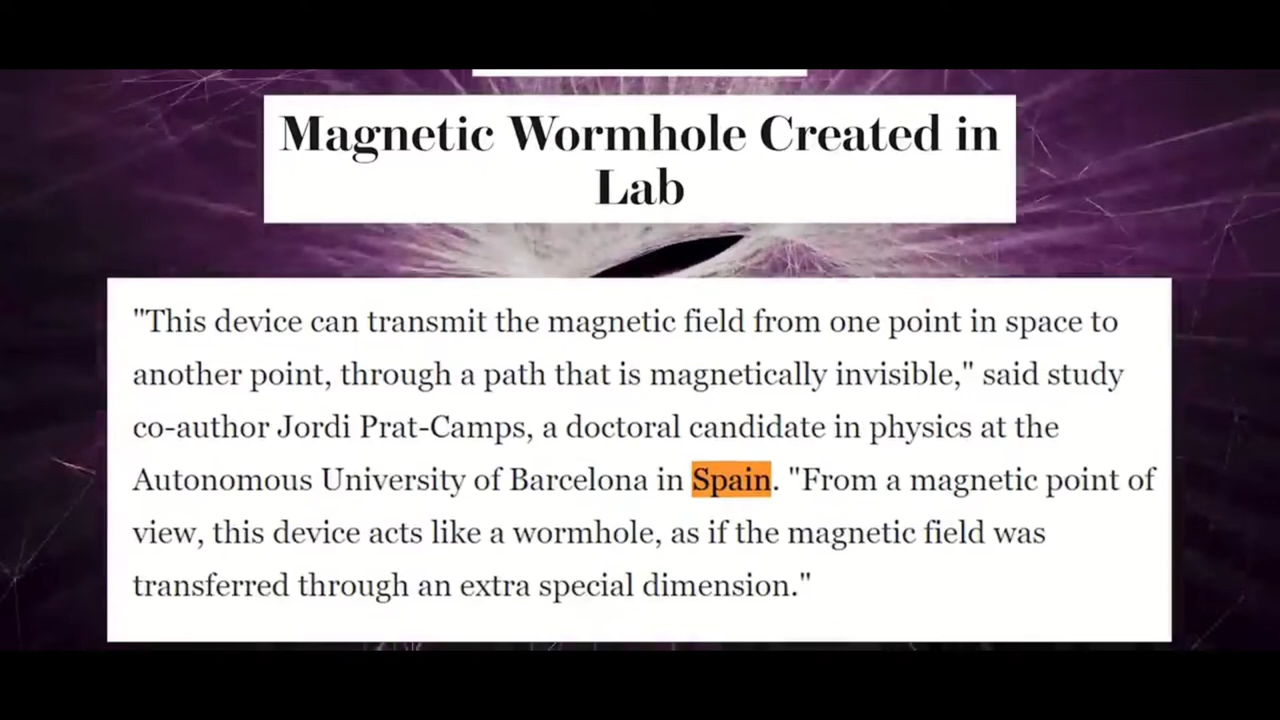 Magnetic Wormhole Created in
Lab
"This device can transmit the magnetic field from one point in space to
another point, through a path that is magnetically invisible," said study
co-author Jordi Prat-Camps, a doctoral candidate in physics at the
Autonomous University of Barcelona in Spain. "From a magnetic point of
view, this device acts like a wormhole, as if the magnetic field was
transferred through an extra special dimension."